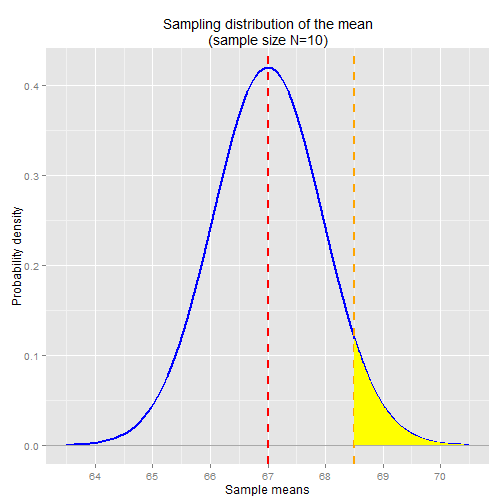 Sampling distribution of the mean
(sample size N=10)
Probability density
0.4
0.3
0.2
0.1
0.0
64 65 66 67 68 69 70
Sample means